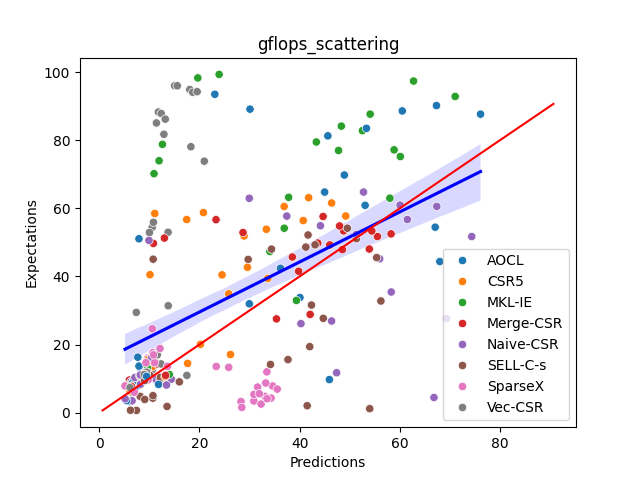 gflops_scattering
Expectations
100
80
60
40
20
0
0
20
40
60
80
Predictions
AOCL
CSR5
MKL-IE
Merge-CSR
Naive-CSR
SELL-C-s
SparseX
Vec-CSR